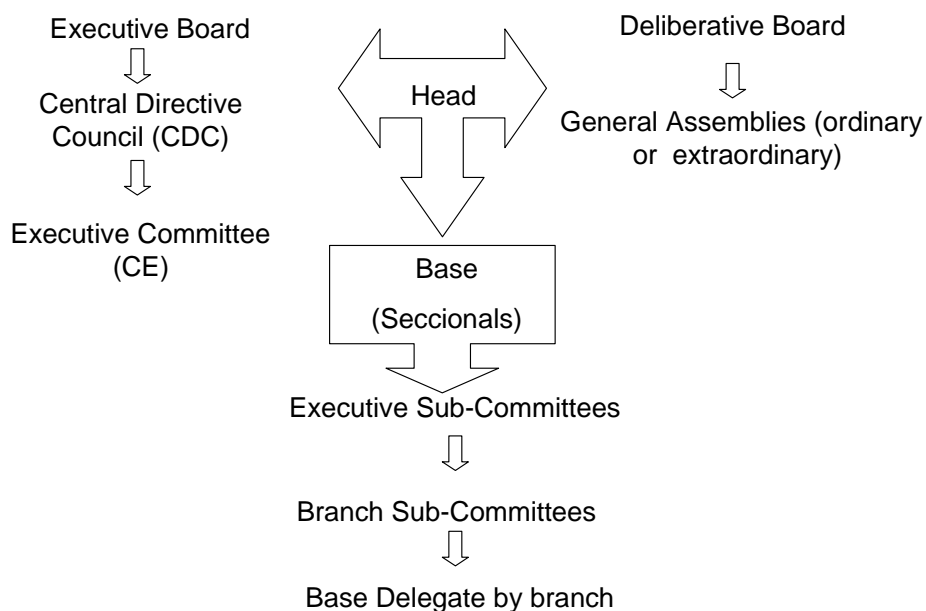 Executive Board
Central Directive
Council (CDC)
Executive Committee
(CE)
Head
Deliberative Board
General Assemblies (ordinary
or extraordinary)
Base
(Seccionals)
Executive Sub-Committees
Branch Sub-Committees
Base Delegate by branch